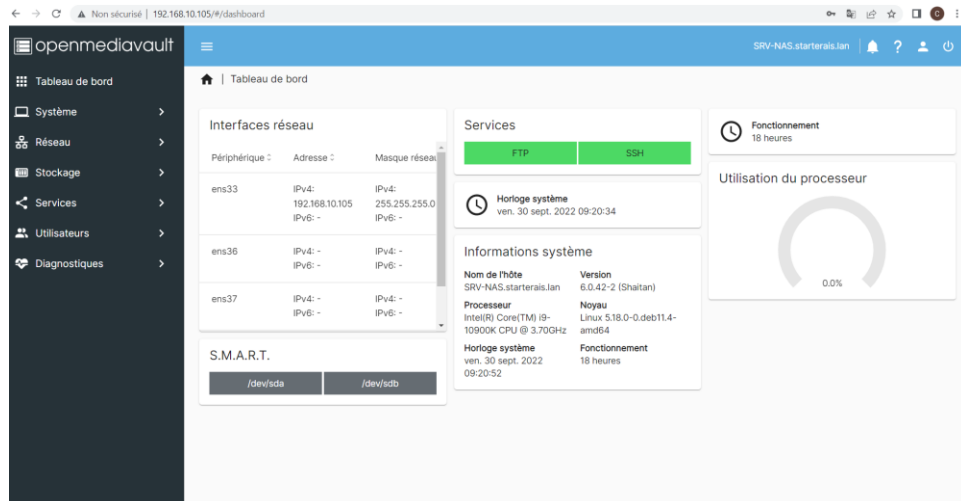 Non sécurisé | 192.168.10.105/#/dashboard
C
openmediavault
SRV-NAS.starterais.lan
Tableau de bord
Système
Réseau
Stockage
Services
Utilisateurs
Diagnostiques
| Tableau de bord
Interfaces réseau
Périphérique Adresse Masque réseau
ens33 IPv4: IPv4:
192.168.10.105 255.255.255.0
IPv6: - IPv6: -
ens36 IPv4: - IPv4: -
IPv6: - IPv6: -
ens37 IPv4: - IPv4: -
IPv6: - IPv6: -
S.M.A.R.T.
/dev/sda /dev/sdb
Services
FTP SSH
Horloge système
ven. 30 sept. 2022 09:20:34
Informations système
Nom de l'hôte Version
SRV-NAS.starterais.lan 6.0.42-2 (Shaitan)
Processeur Noyau
Intel(R) Core(TM) i9- Linux 5.18.0-0.deb11.4-
10900K CPU @ 3.70GHz amd64
Horloge système Fonctionnement
ven. 30 sept. 2022 18 heures
09:20:52
Fonctionnement
18 heures
Utilisation du processeur
0.0%